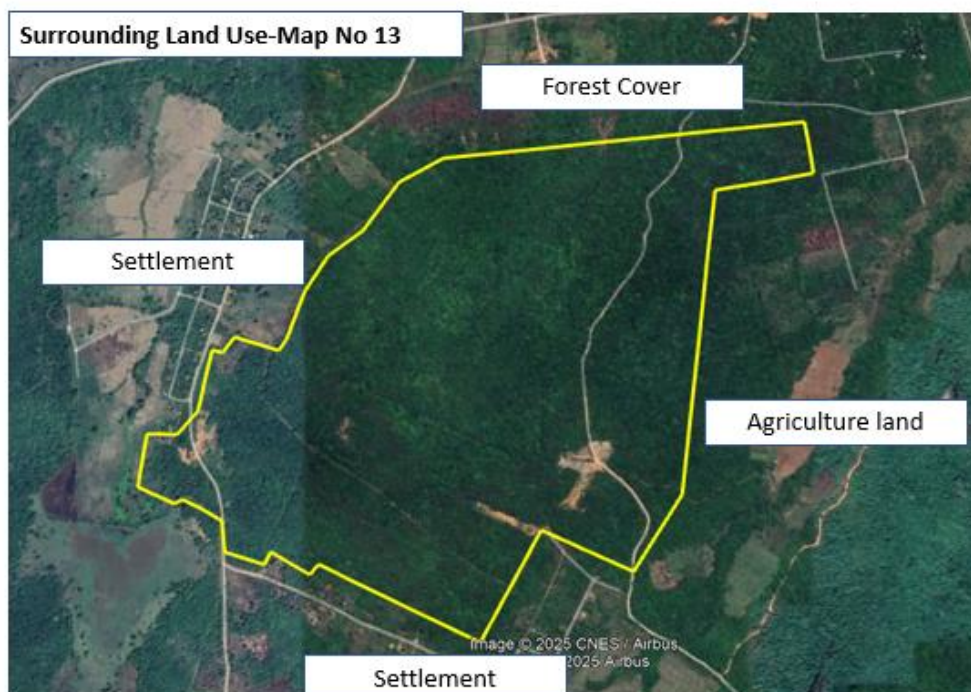 Surrounding Land Use-Map No 13
Forest Cover
Settlement
Agriculture land
Image © 2025 CNES / Airbus
2025 Airbus
Settlement